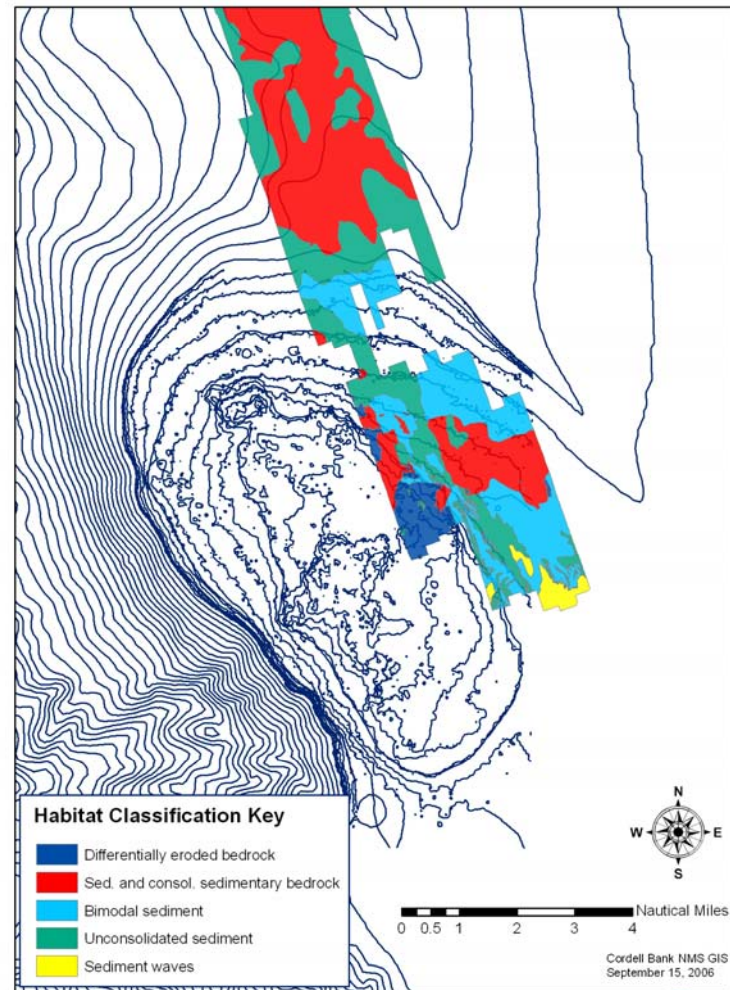 Habitat Classification Key
Differentially eroded bedrock
Sed. and consol. sedimentary bedrock
Bimodal sediment
Unconsolidated sediment
Sediment waves
N
W E
S
Nautical Miles
0 0.5 1 2 3 4
Cordell Bank NMS GIS
September 15, 2006